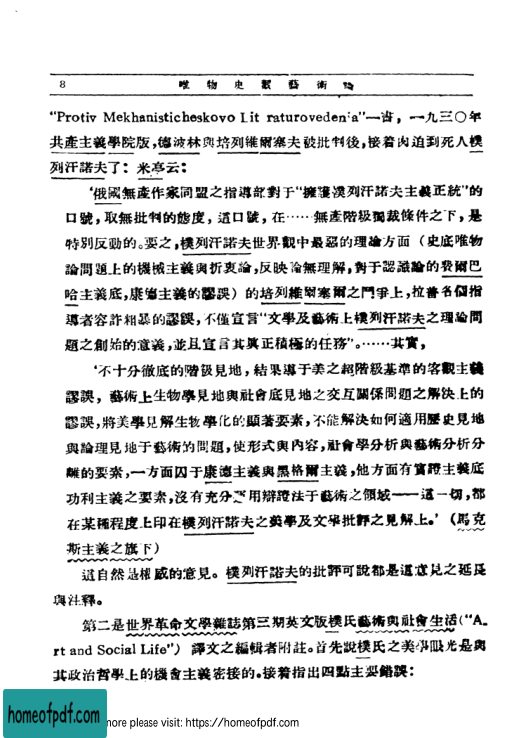 8 唯物史觀藝術論
"Protiv Mekhanisticheskovo Lit raturovedenia"一書，一九三〇年
共產主義學院版，德波林與培列維爾塞夫被批判後，接着肉迫到死人樸
列汗諾夫了：米亭云：
'俄國無產作家同盟之指導部對于"擁護濮列汗諾夫主義正統"的
口號，取無批判的態度，這口號，在……無產階級獨裁條件之下，是
特別反動的。要之，樸列汗諾夫世界觀中最惡的理論方面（史底唯物
論問題上的機械主義與折衷論，反映論無理解，對于認識論的費爾巴
哈主義底，康德主義的謬誤）的培列維爾塞爾之鬥爭上，拉普各個指
導者容許粗暴的謬誤，不僅宣言"文學及藝術上樸列汗諾夫之理論問
題之創始的意義，並且宣言其眞正積極的任務"。……其實，
'不十分徹底的階級見地，結果導于美之超階級基準的客觀主義
謬誤，藝術上生物學見地與社會底見地之交互關係問題之解決上的
謬誤，將美學見解生物學化的顯著要素，不能解決如何適用歷史見地
與論理見地于藝術的問題，使形式與內容，社會學分析與藝術分析分
離的要素，一方面囚于康德主義與黑格爾主義，他方面有實證主義底
功利主義之要素，沒有充分應用辯證法于藝術之領域——這一切，都
在某種程度上印在樸列汗諾夫之美學及文學批評之見解上。'（馬克
斯主義之旗下）
這自然是權威的意見。樸列汗諾夫的批評可說都是這意見之延長
與註釋。
第二是世界革命文學雜誌第三期英文版樸氏藝術與社會生活（"A-
rt and Social Life"）譯文之編輯者附註。首先說樸氏之美學眼光是與
其政治哲學上的機會主義密接的。接着指出四點主要錯誤：
homeofpdf.com
more please visit: https://homeofpdf.com